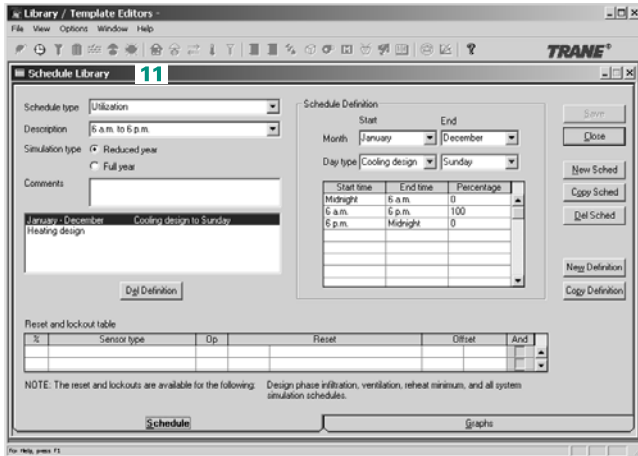 Library / Template Editors -
File View Options Window Help
TRANE®
Schedule Library 11
Schedule type Utilization
Description 6 a.m. to 6 p.m.
Simulation type Reduced year
Full year
Comments
January - December Cooling design to Sunday
Heating design
Del Definition
Schedule Definition
Start End
Month January December
Day type Cooling design Sunday
Start time End time Percentage
Midnight 6 a.m. 0
6 a.m. 6 p.m. 100
6 p.m. Midnight 0
Save
Close
New Sched
Copy Sched
Del Sched
New Definition
Copy Definition
Reset and lockout table
% Sensor type Op Reset Offset And
NOTE: The reset and lockouts are available for the following: Design phase infiltration, ventilation, reheat minimum, and all system
simulation schedules.
Schedule Graphs
For Help, press F1